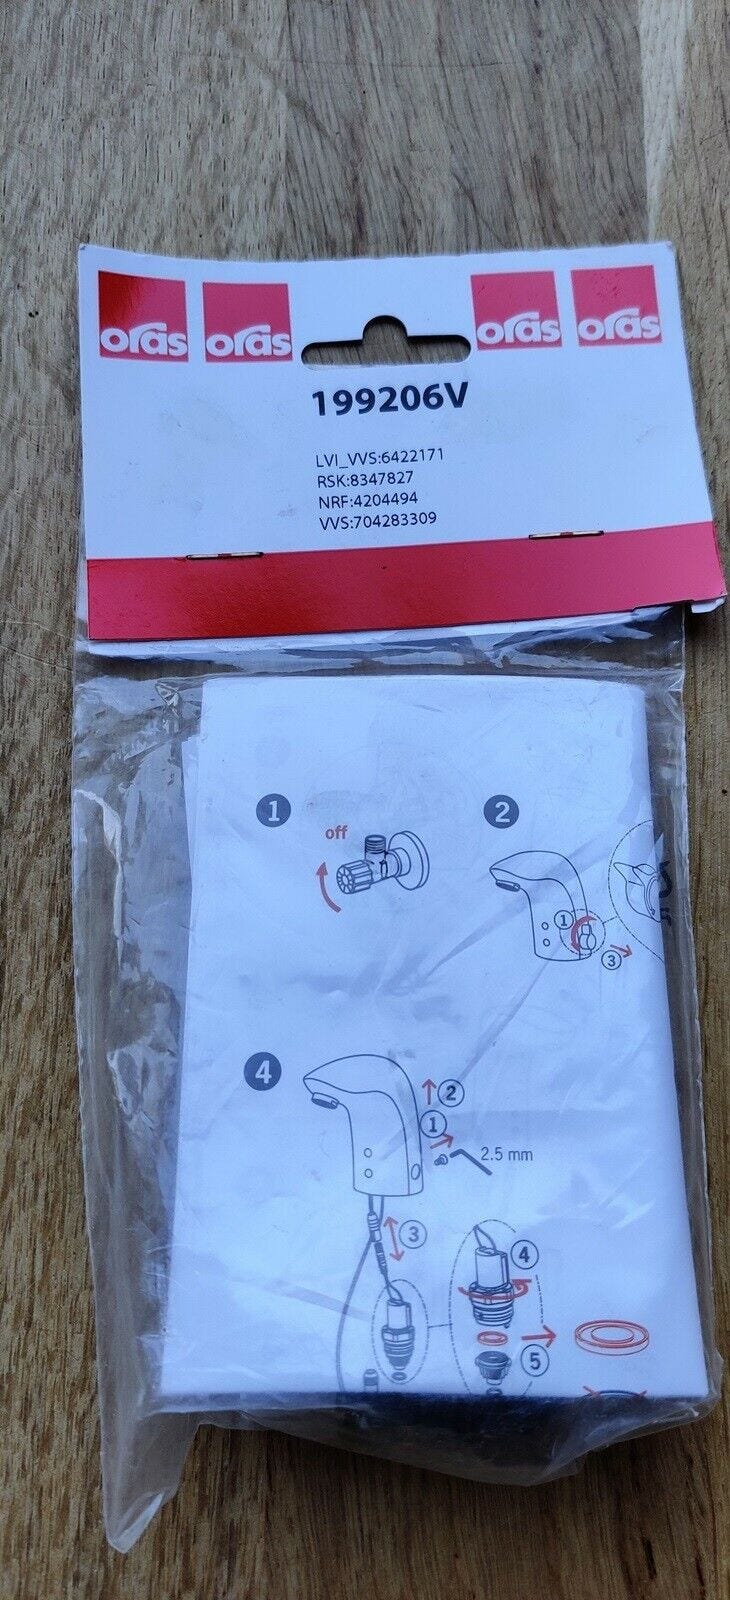 oras oras oras oras
199206V
LVI_VVS:6422171
RSK:8347827
NRF:4204494
VVS:704283309
1
off
2
1
3
4
2
1
2.5 mm
3
4
5